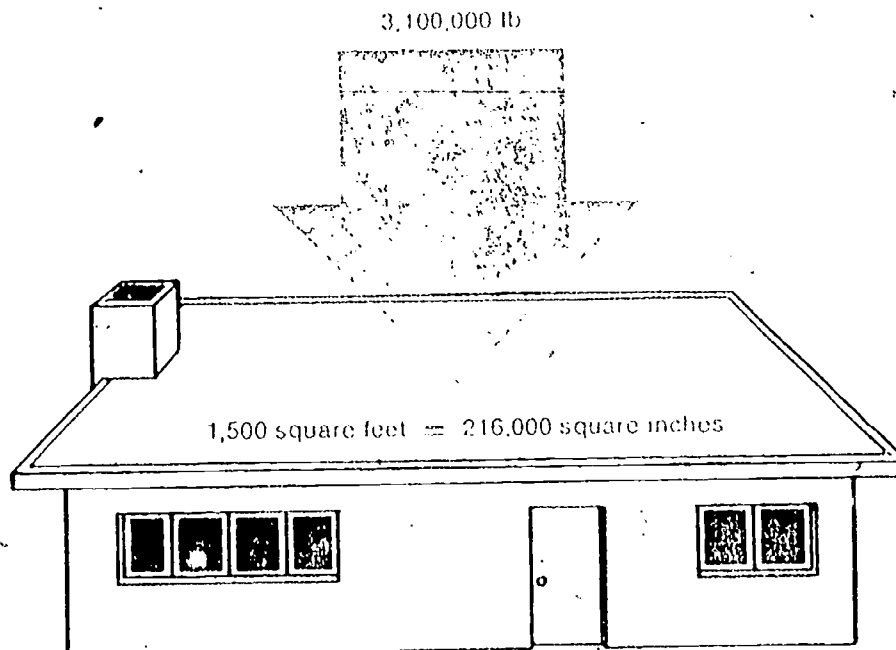 3,100,000 lb
1,500 square feet = 216,000 square inches